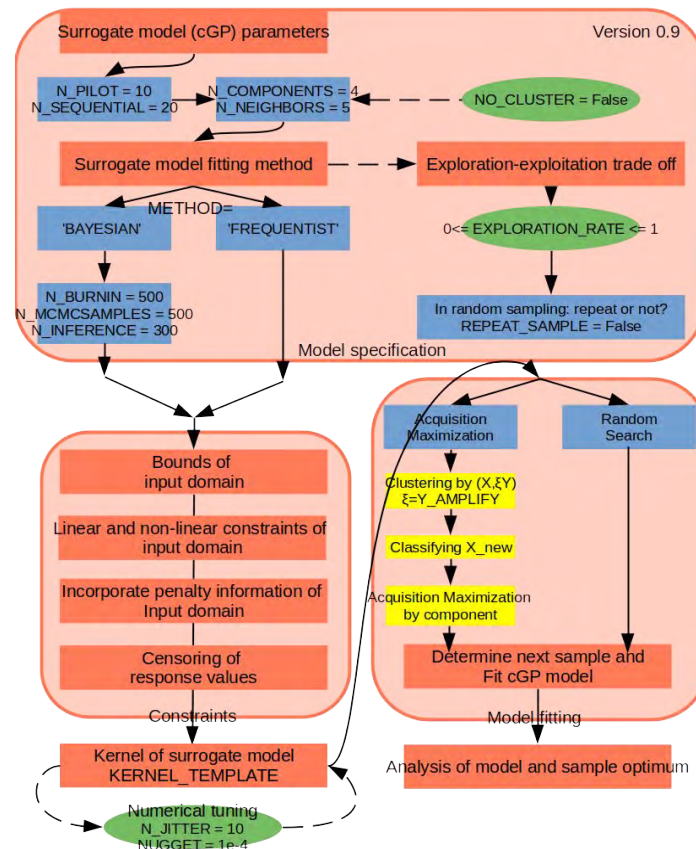 Surrogate model (cGP) parameters
Version 0.9
N_PILOT = 10
N_SEQUENTIAL = 20
N_COMPONENTS = 4
N_NEIGHBORS = 5
NO_CLUSTER = False
Surrogate model fitting method
Exploration-exploitation trade off
METHOD=
'BAYESIAN'
'FREQUENTIST'
0<= EXPLORATION_RATE <= 1
N_BURNIN = 500
N_MCMCSAMPLES = 500
N_INFERENCE = 300
In random sampling: repeat or not?
REPEAT_SAMPLE = False
Model specification
Bounds of
input domain
Linear and non-linear constraints of
input domain
Incorporate penalty information of
Input domain
Censoring of
response values
Constraints
Kernel of surrogate model
KERNEL_TEMPLATE
Numerical tuning
N_JITTER = 10
NUGGET = 1e-4
Acquisition
Maximization
Random
Search
Clustering by (X,ξY)
ξ=Y_AMPLIFY
Classifying X_new
Acquisition Maximization
by component
Determine next sample and
Fit cGP model
Model fitting
Analysis of model and sample optimum